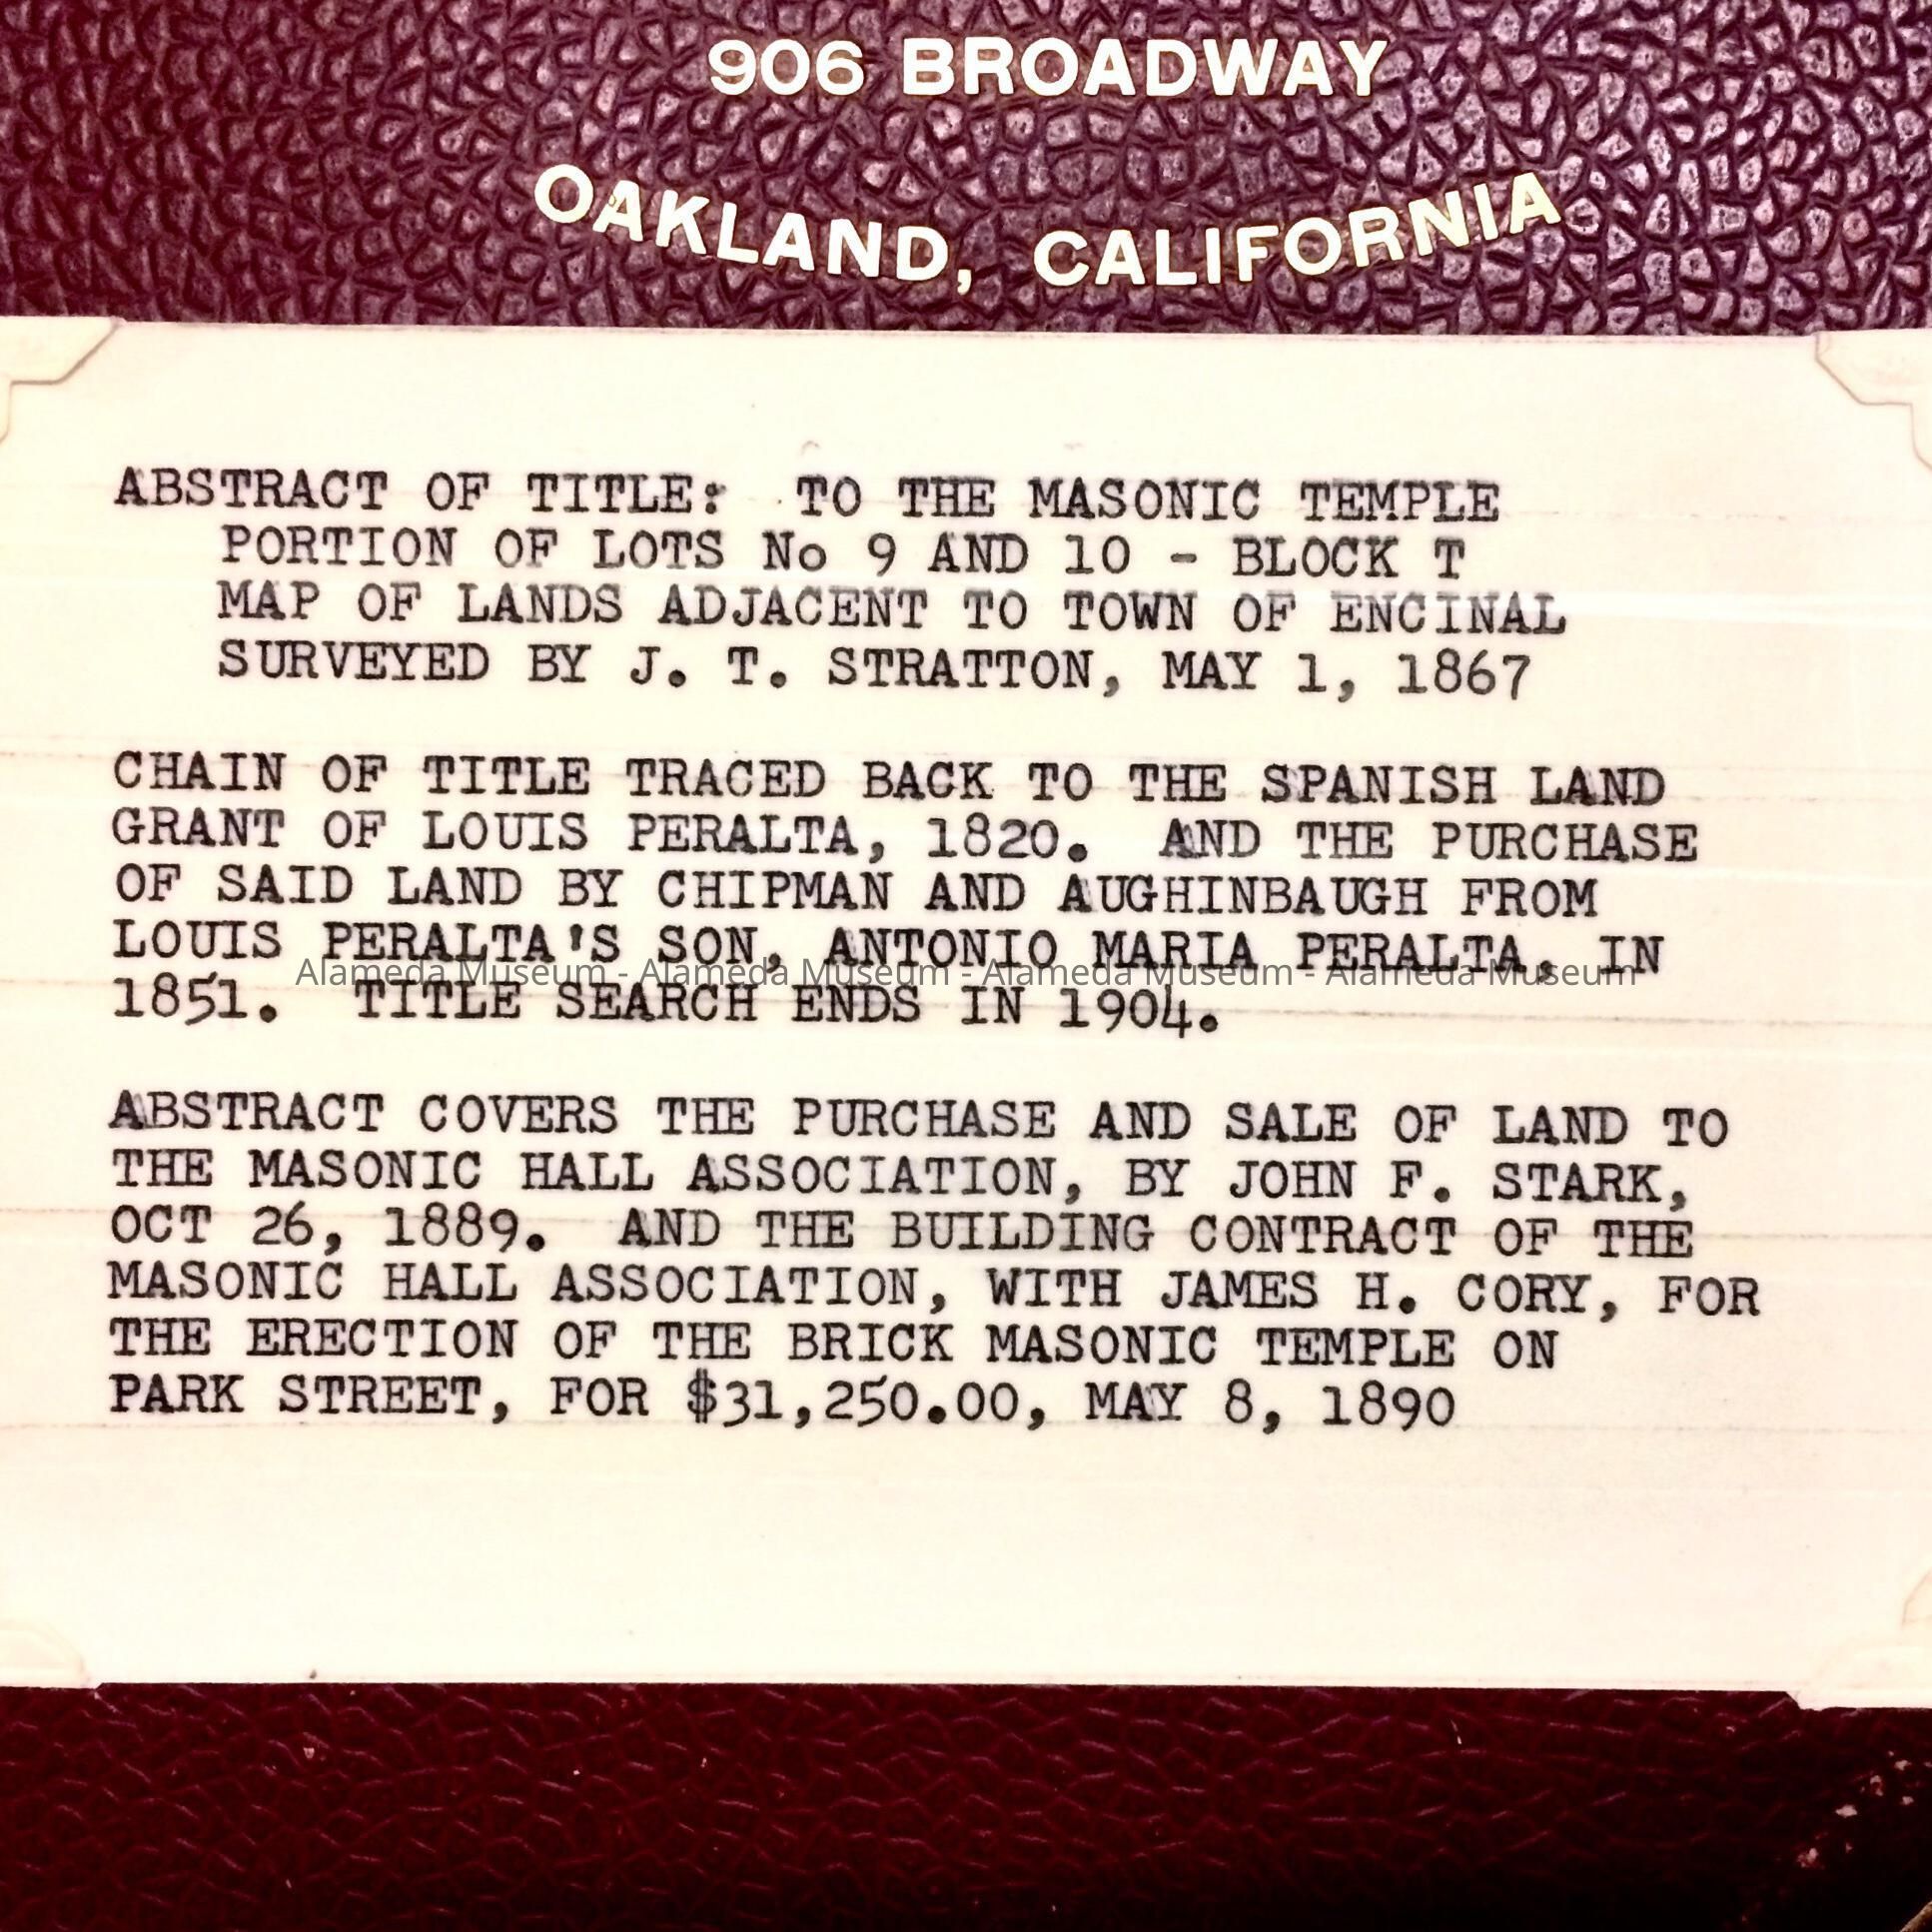 906 BROADWAY
OAKLAND, CALIFORNIA
ABSTRACT OF TITLE: TO THE MASONIC TEMPLE
PORTION OF LOTS No 9 AND 10 - BLOCK T
MAP OF LANDS ADJACENT TO TOWN OF ENCINAL
SURVEYED BY J. T. STRATTON, MAY 1, 1867
CHAIN OF TITLE TRACED BACK TO THE SPANISH LAND
GRANT OF LOUIS PERALTA, 1820. AND THE PURCHASE
OF SAID LAND BY CHIPMAN AND AUGHINBAUGH FROM
LOUIS PERALTA'S SON, ANTONIO MARIA PERALTA, IN
Alameda Museum - Alameda Museum - Alameda Museum - Alameda Museum
1851. TITLE SEARCH ENDS IN 1904.
ABSTRACT COVERS THE PURCHASE AND SALE OF LAND TO
THE MASONIC HALL ASSOCIATION, BY JOHN F. STARK,
OCT 26, 1889. AND THE BUILDING CONTRACT OF THE
MASONIC HALL ASSOCIATION, WITH JAMES H. CORY, FOR
THE ERECTION OF THE BRICK MASONIC TEMPLE ON
PARK STREET, FOR $31,250.00, MAY 8, 1890